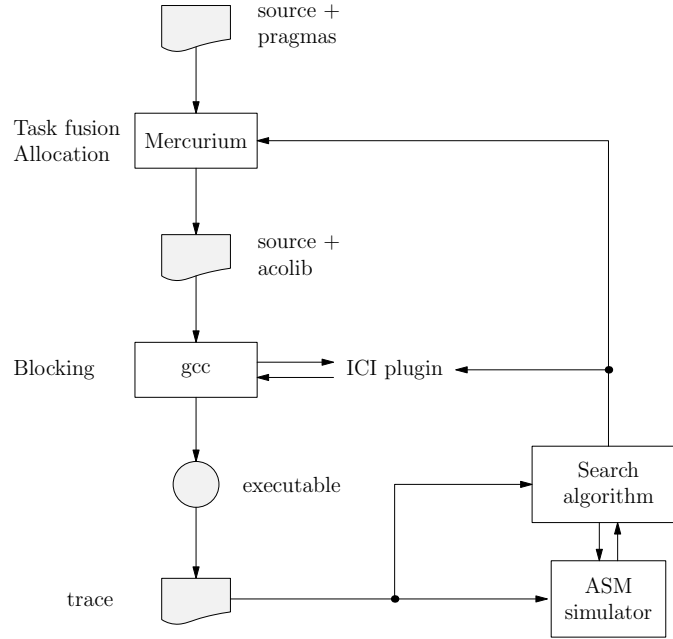 source +
pragmas
Task fusion
Allocation
Mercurium
source +
acolib
Blocking
gcc
ICI plugin
executable
Search
algorithm
trace
ASM
simulator